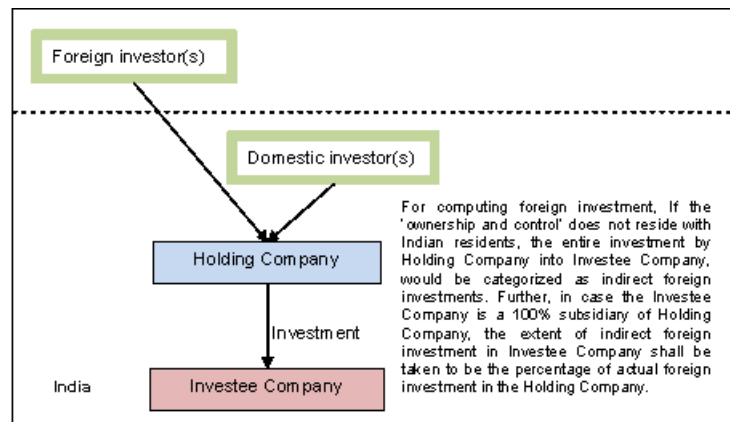 Foreign investor(s)
Domestic investor(s)
For computing foreign investment, If the
'ownership and control' does not reside with
Indian residents, the entire investment by
Holding Company into Investee Company,
would be categorized as indirect foreign
investments. Further, in case the Investee
Company is a 100% subsidiary of Holding
Company, the extent of indirect foreign
investment in Investee Company shall be
taken to be the percentage of actual foreign
investment in the Holding Company.
Holding Company
Investment
India
Investee Company